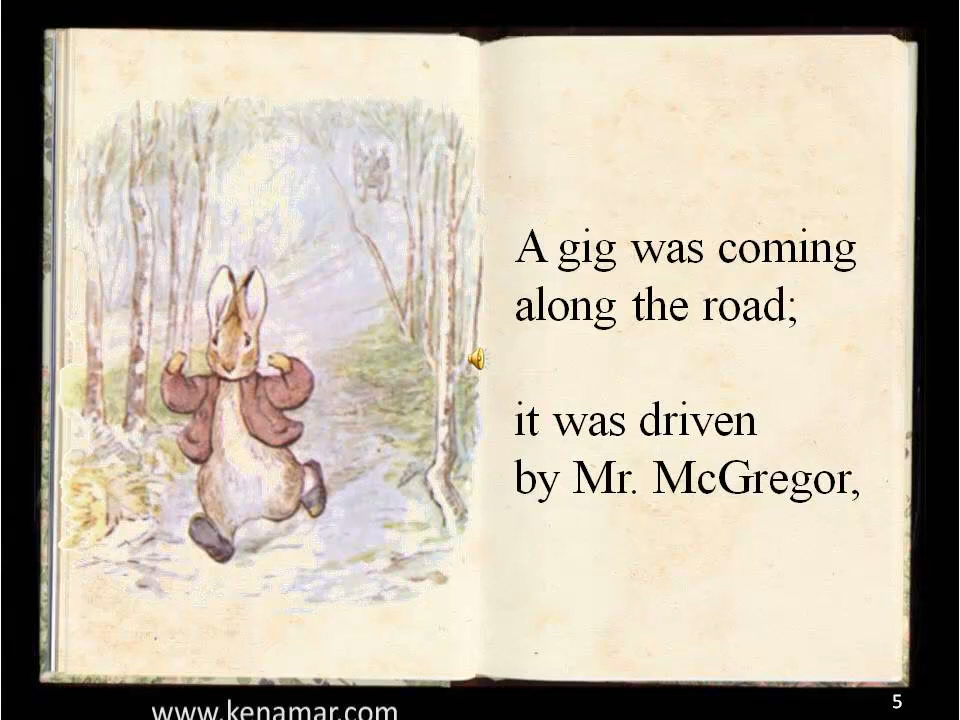 A gig was coming
along the road;
it was driven
by Mr. McGregor,
5
www.kenamar.com